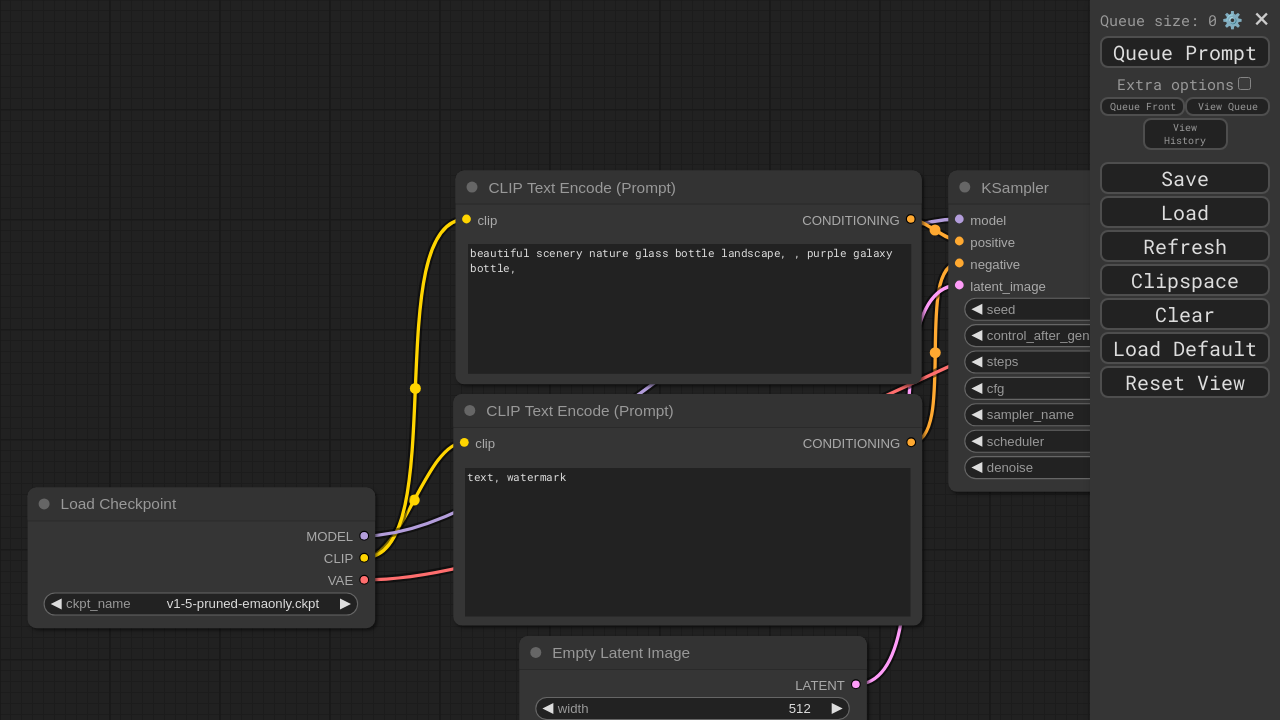 Queue size: 0
Queue Prompt
Extra options
Queue Front
View Queue
View
History
Save
Load
Refresh
Clipspace
Clear
Load Default
Reset View
CLIP Text Encode (Prompt)
clip
CONDITIONING
beautiful scenery nature glass bottle landscape, , purple galaxy
bottle,
CLIP Text Encode (Prompt)
clip
CONDITIONING
text, watermark
KSampler
model
positive
negative
latent_image
seed
control_after_gen
steps
cfg
sampler_name
scheduler
denoise
Load Checkpoint
MODEL
CLIP
VAE
ckpt_name v1-5-pruned-emaonly.ckpt
Empty Latent Image
LATENT
width 512